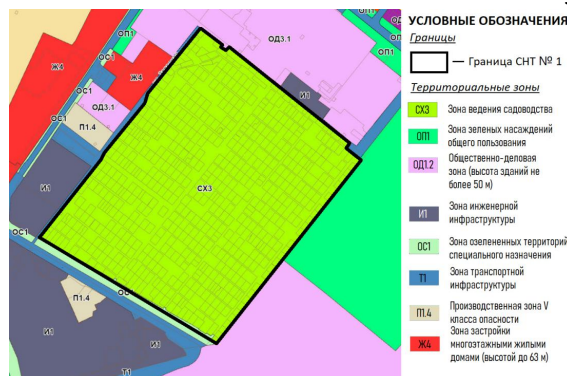 УСЛОВНЫЕ ОБОЗНАЧЕНИЯ
Границы
— Граница СНТ № 1
Территориальные зоны
СХ3 Зона ведения садоводства
ОП1 Зона зеленых насаждений
общего пользования
ОД1.2 Общественно-деловая
зона (высота зданий не
более 50 м)
И1 Зона инженерной
инфраструктуры
ОС1 Зона озелененных территорий
специального назначения
Т1 Зона транспортной
инфраструктуры
П1.4 Производственная зона V
класса опасности
Ж4 Зона застройки
многоэтажными жилыми
домами (высотой до 63 м)
ОП1
ОД3.1
ОП1
Ж4
ОС1
Ж4
ОД3.1
И1
ОС1
П1.4
И1
СХ3
ОС1
П1.4
И1
И1
Т1